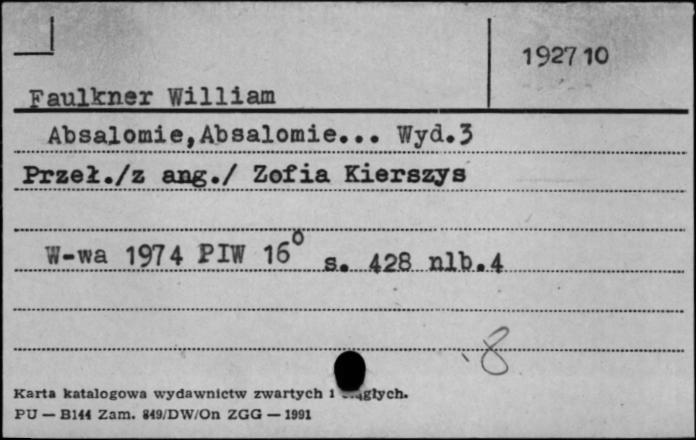 192710
Faulkner William
Absalomie,Absalomie... Wyd.3
Przeł./z ang./ Zofia Kierszys
W-wa 1974 PIW 16° s. 428 nlb.4
8
Karta katalogowa wydawnictw zwartych i
PU — B144 Zam. 849/DW/On ZGG — 1991